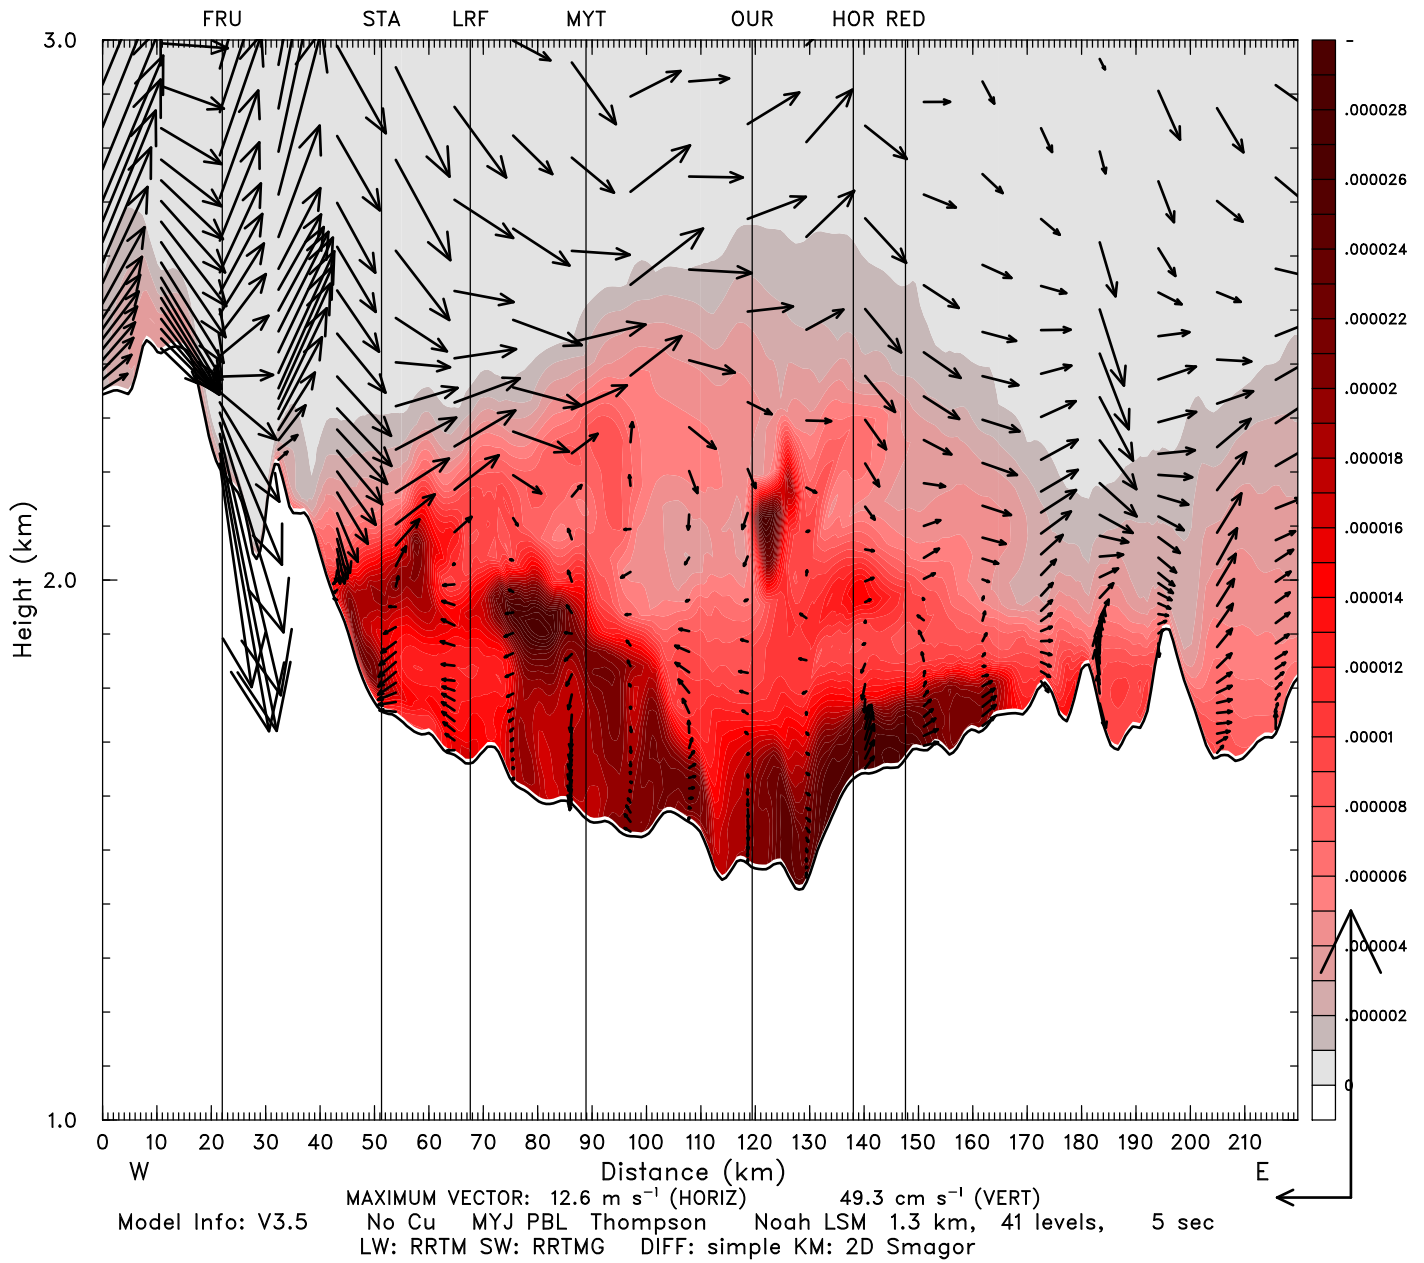 FRU STA LRF MYT OUR HOR RED
3.0
2.0
1.0
Height (km)
0 10 20 30 40 50 60 70 80 90 100 110 120 130 140 150 160 170 180 190 200 210
W Distance (km) E
.000028
.000026
.000024
.000022
.00002
.000018
.000016
.000014
.000012
.00001
.000008
.000006
.000004
.000002
0
MAXIMUM VECTOR: 12.6 m s⁻¹ (HORIZ) 49.3 cm s⁻¹ (VERT)
Model Info: V3.5 No Cu MYJ PBL Thompson Noah LSM 1.3 km, 41 levels, 5 sec
LW: RRTM SW: RRTMG DIFF: simple KM: 2D Smagor